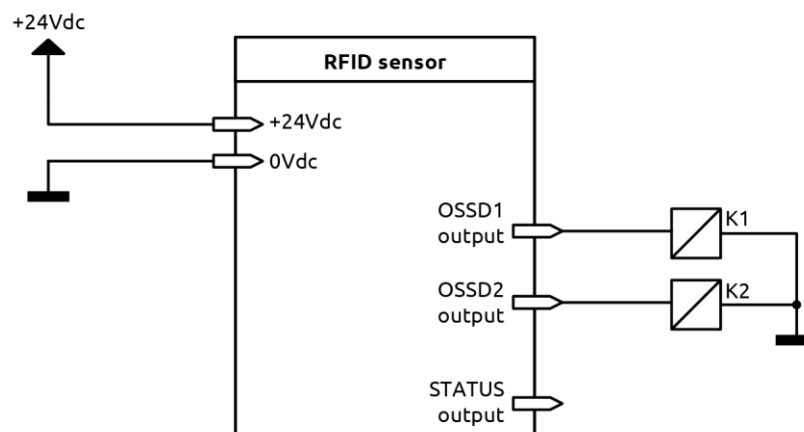 +24Vdc
RFID sensor
+24Vdc
0Vdc
OSSD1
output
K1
OSSD2
output
K2
STATUS
output